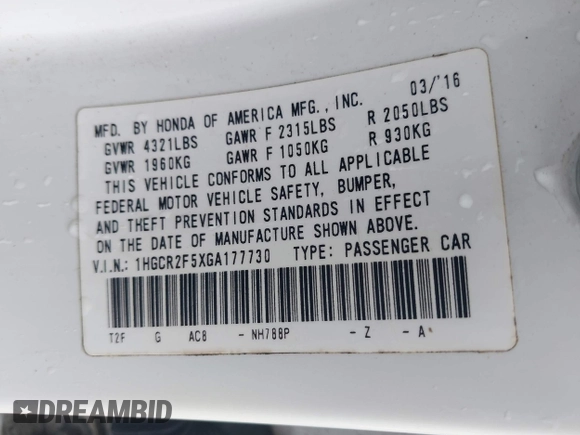 MFD. BY HONDA OF AMERICA MFG., INC. 03/'16
GVWR 4321LBS GAWR F 2315LBS R 2050LBS
GVWR 1960KG GAWR F 1050KG R 930KG
THIS VEHICLE CONFORMS TO ALL APPLICABLE
FEDERAL MOTOR VEHICLE SAFETY, BUMPER,
AND THEFT PREVENTION STANDARDS IN EFFECT
ON THE DATE OF MANUFACTURE SHOWN ABOVE.
V.I.N.: 1HGCR2F5XGA177730 TYPE: PASSENGER CAR
T2F G AC8 - NH788P - Z - A
DREAMBID